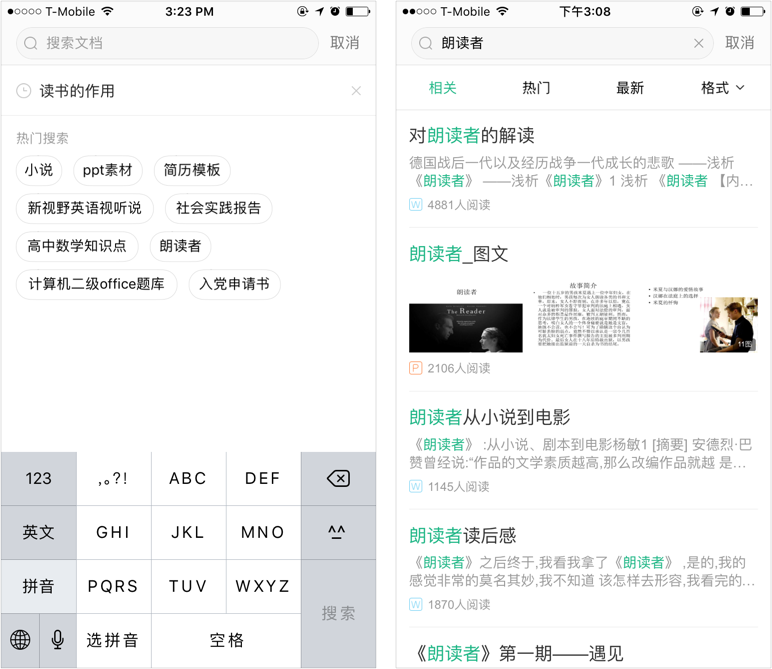 T-Mobile 3:23 PM
搜索文档 取消
读书的作用
热门搜索
小说 ppt素材 简历模板
新视野英语视听说 社会实践报告
高中数学知识点 朗读者
计算机二级office题库 入党申请书
123 ,。?! ABC DEF
英文 GHI JKL MNO ^^
拼音 PQRS TUV WXYZ
搜索
选拼音 空格
T-Mobile 下午3:08
朗读者 取消
相关 热门 最新 格式
对朗读者的解读
德国战后一代以及经历战争一代成长的悲歌 ——浅析
《朗读者》 ——浅析《朗读者》1 浅析 《朗读者 【内...
W 4881人阅读
朗读者_图文
朗读者
The Reader
故事简介
11图
P 2106人阅读
朗读者从小说到电影
《朗读者》 :从小说、剧本到电影杨敏1 [摘要] 安德烈·巴
赞曾经说:“作品的文学素质越高,那么改编作品就越 是...
W 1145人阅读
朗读者读后感
《朗读者》之后终于,我看我拿了《朗读者》 ,是的,我的
感觉非常的莫名其妙,我不知道 该怎样去形容,我看完的...
W 1870人阅读
《朗读者》第一期——遇见